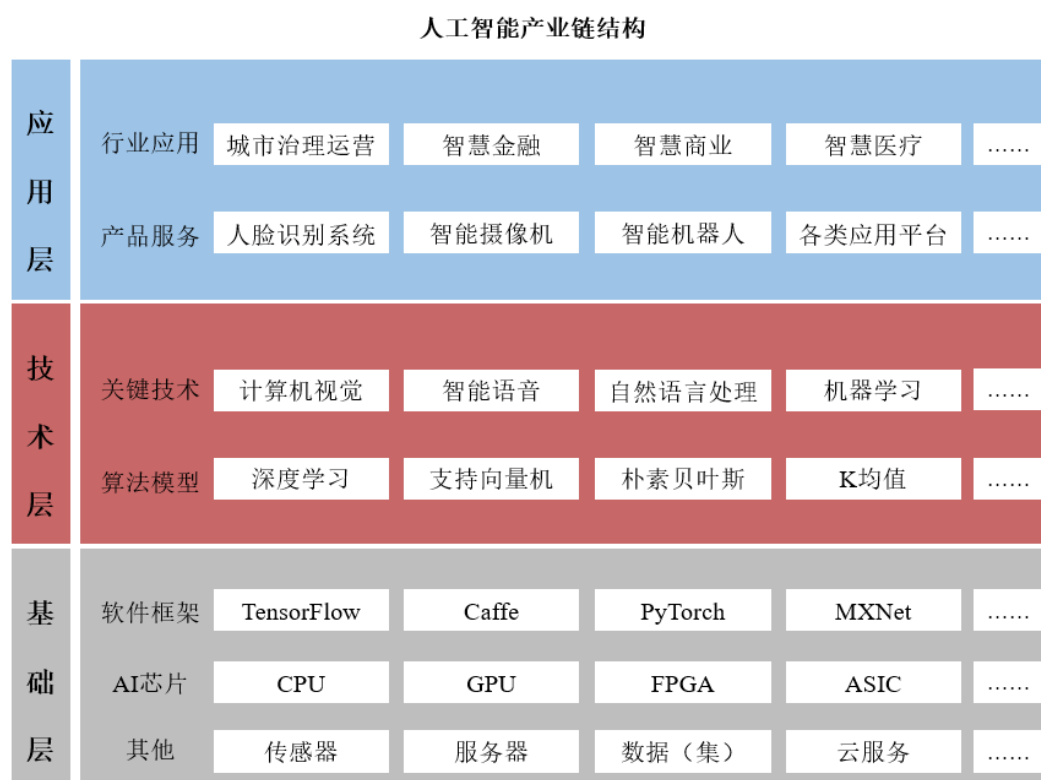 人工智能产业链结构
应用层
行业应用 城市治理运营 智慧金融 智慧商业 智慧医疗 ……
产品服务 人脸识别系统 智能摄像机 智能机器人 各类应用平台 ……
技术层
关键技术 计算机视觉 智能语音 自然语言处理 机器学习 ……
算法模型 深度学习 支持向量机 朴素贝叶斯 K均值 ……
基础层
软件框架 TensorFlow Caffe PyTorch MXNet ……
AI芯片 CPU GPU FPGA ASIC ……
其他 传感器 服务器 数据（集） 云服务 ……